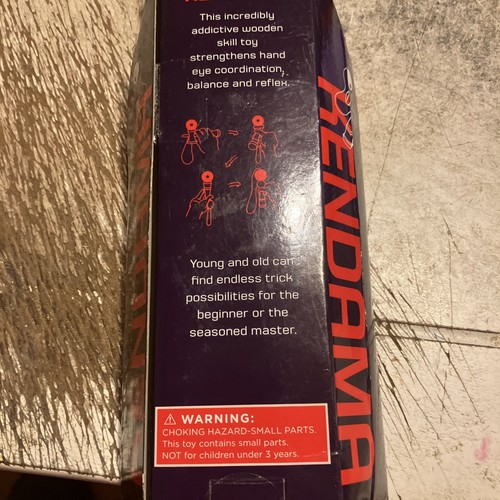 This incredibly
addictive wooden
skill toy
strengthens hand
eye coordination,
balance and reflex.
Young and old can
find endless trick
possibilities for the
beginner or the
seasoned master.
⚠ WARNING:
CHOKING HAZARD-SMALL PARTS.
This toy contains small parts.
NOT for children under 3 years.
KENDAMA